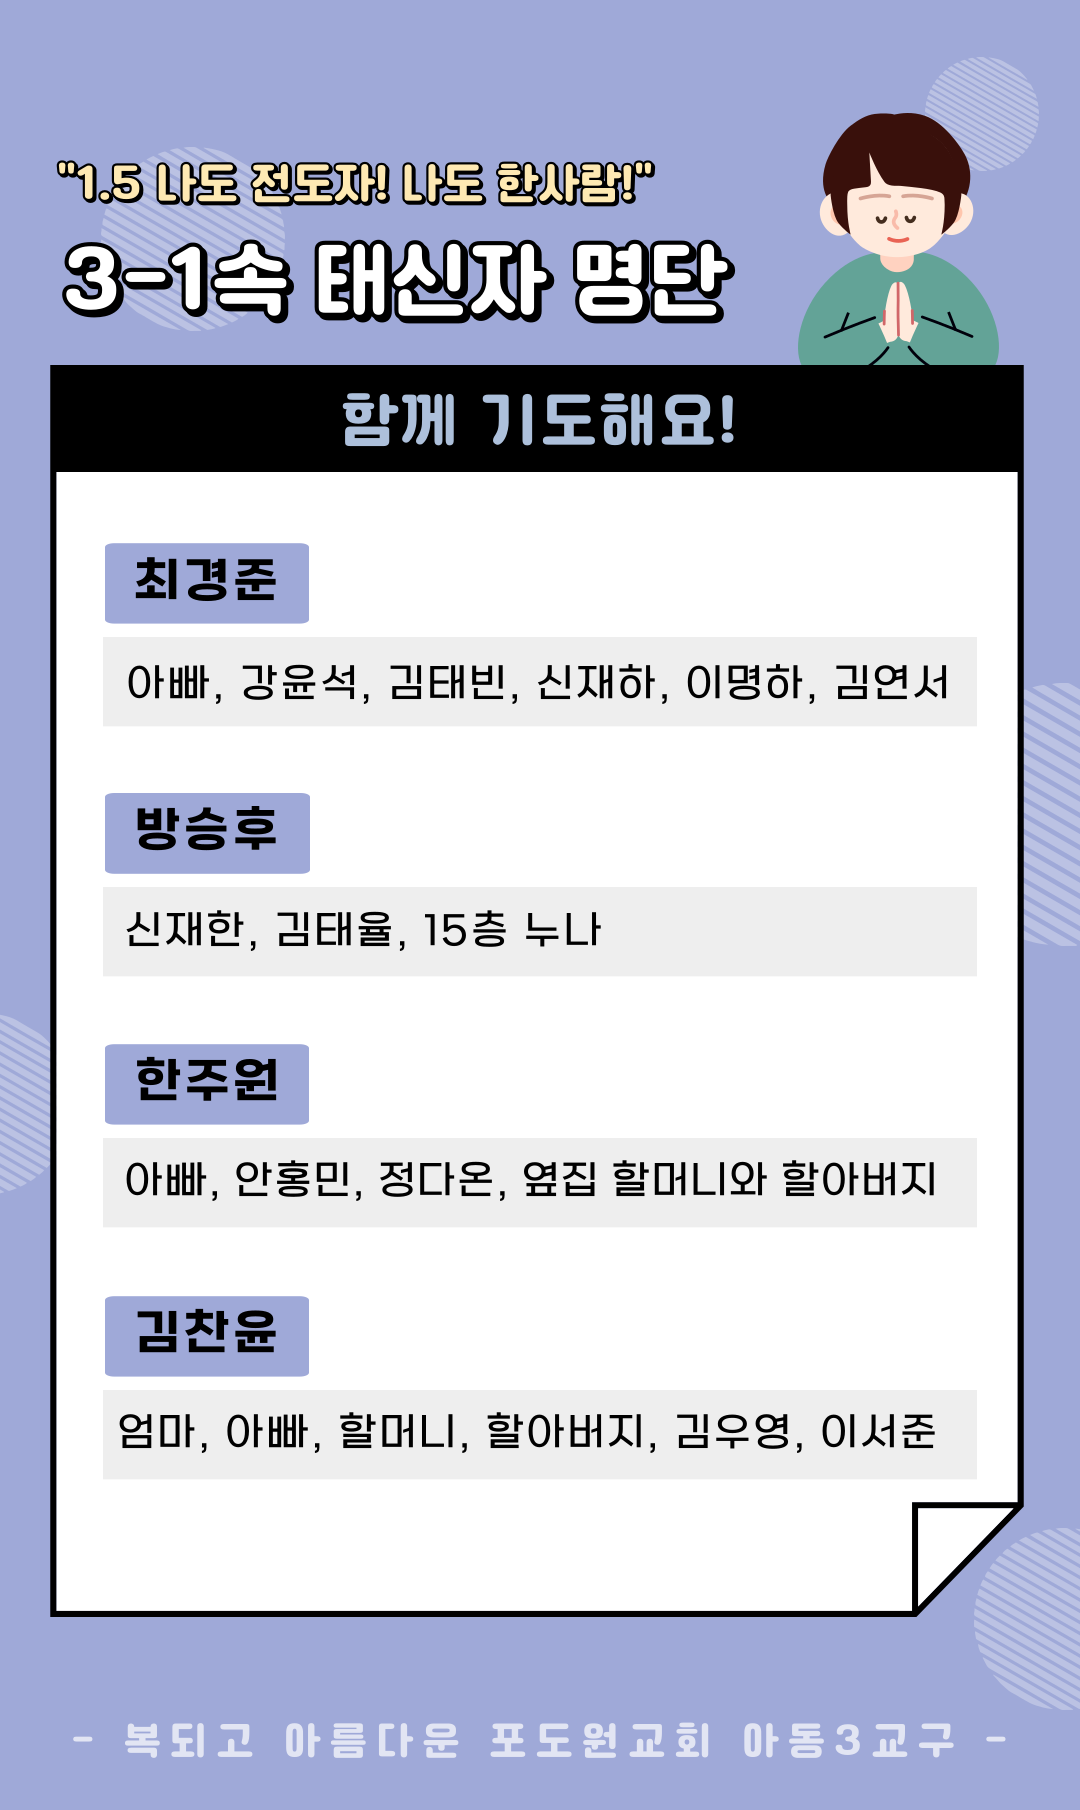 "1.5 나도 전도자! 나도 한사람!"
3-1속 태신자 명단
함께 기도해요!
최경준
아빠, 강윤석, 김태빈, 신재하, 이명하, 김연서
방승후
신재한, 김태율, 15층 누나
한주원
아빠, 안홍민, 정다온, 옆집 할머니와 할아버지
김찬윤
엄마, 아빠, 할머니, 할아버지, 김우영, 이서준
- 복되고 아름다운 포도원교회 아동3교구 -